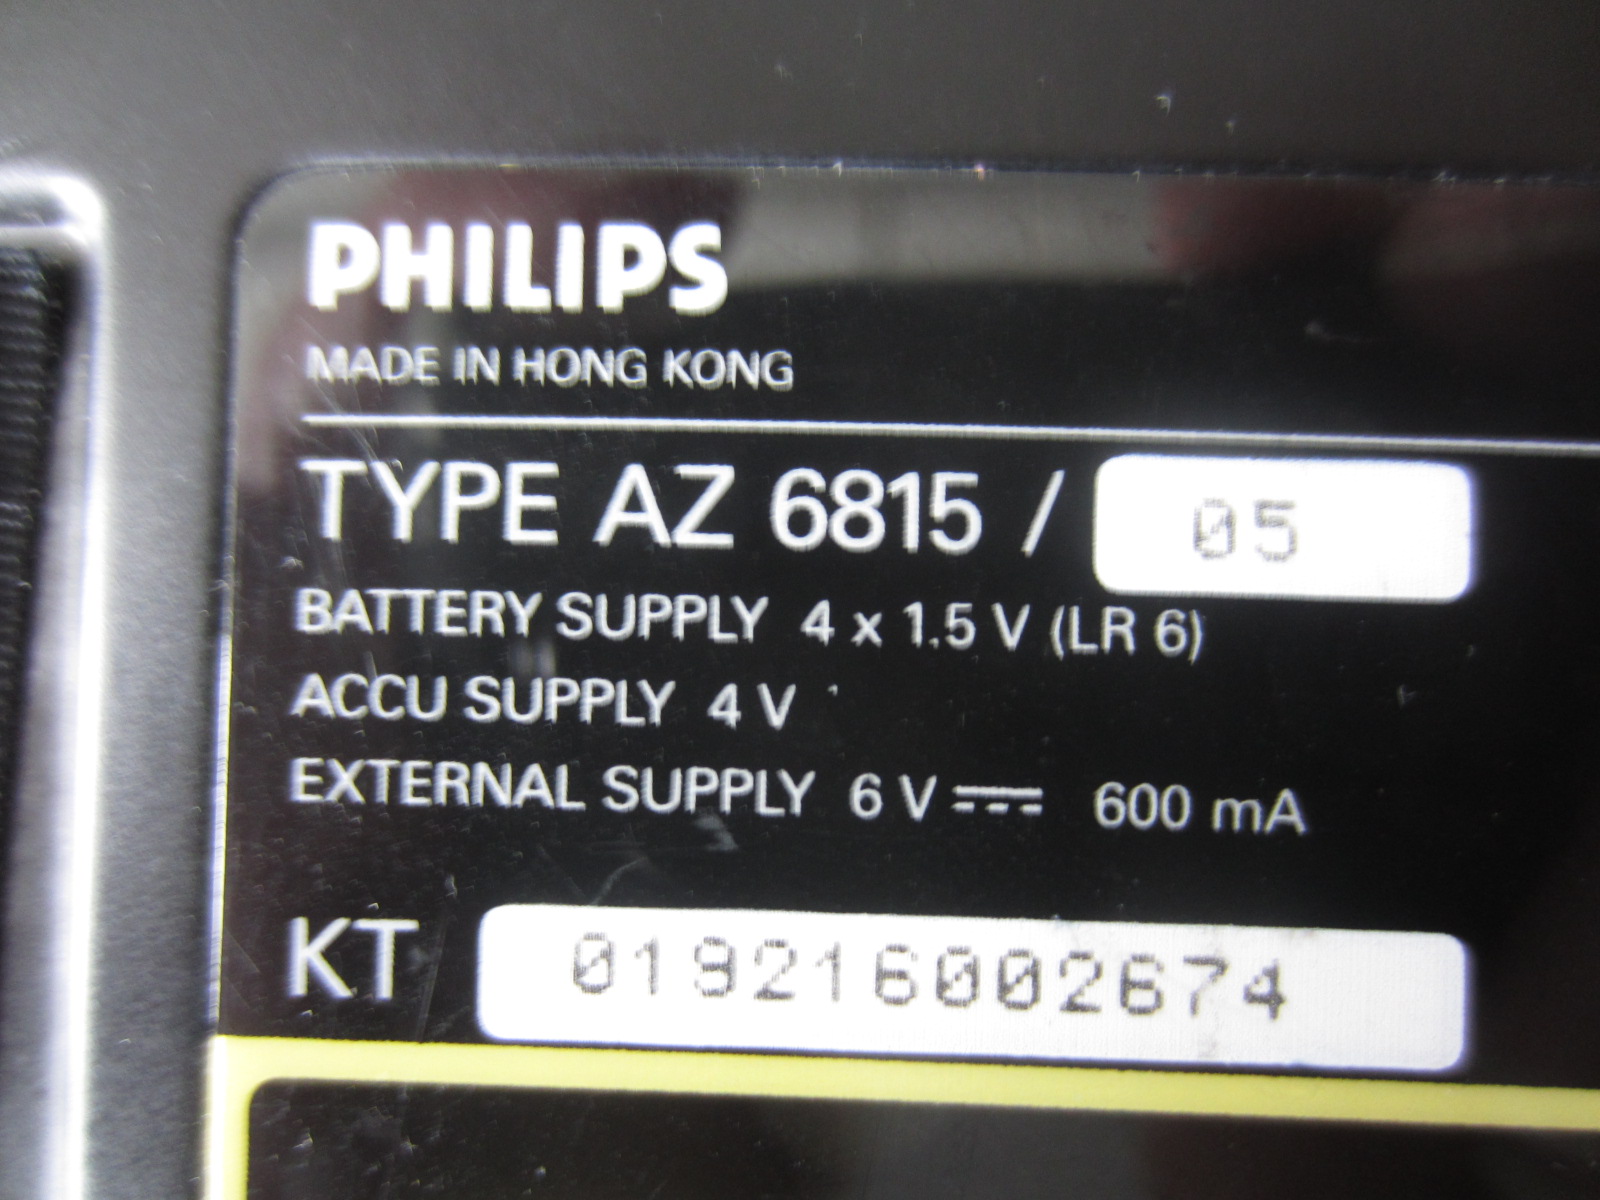 PHILIPS
MADE IN HONG KONG
TYPE AZ 6815 / 05
BATTERY SUPPLY 4 x 1.5 V (LR 6)
ACCU SUPPLY 4 V
EXTERNAL SUPPLY 6 V ⎓ 600 mA
KT 019216002674